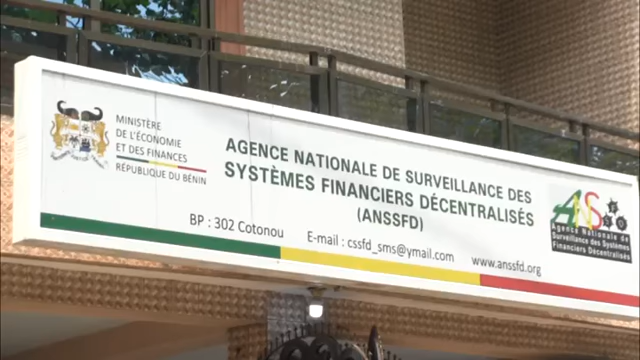 MINISTÈRE
DE L'ÉCONOMIE
ET DES FINANCES
RÉPUBLIQUE DU BÉNIN
AGENCE NATIONALE DE SURVEILLANCE DES
SYSTÈMES FINANCIERS DÉCENTRALISÉS
(ANSSFD)
BP : 302 Cotonou
E-mail : cssfd_sms@ymail.com
www.anssfd.org
ANS
Agence Nationale de
Surveillance des Systèmes
Financiers Décentralisés